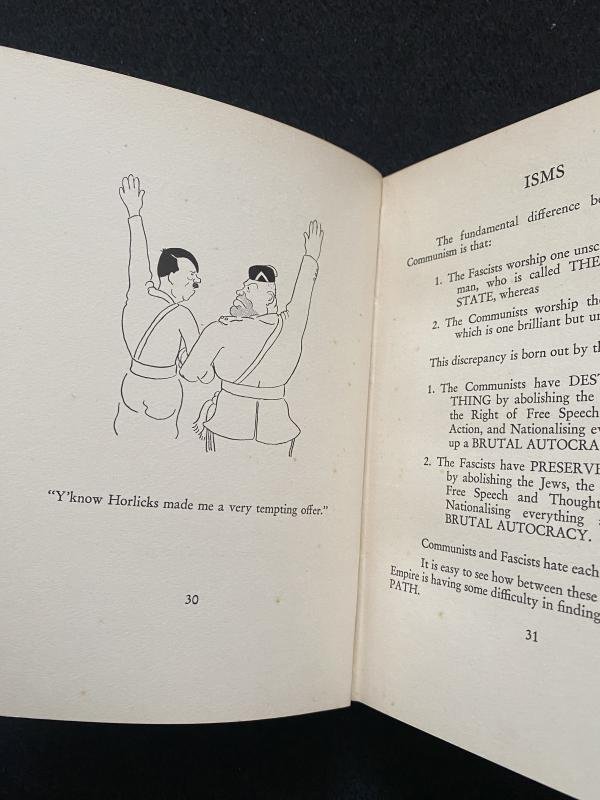 "Y'know Horlicks made me a very tempting offer."
30
ISMS
The fundamental difference be
Communism is that:
1. The Fascists worship one unsc
man, who is called THE
STATE, whereas
2. The Communists worship the
which is one brilliant but un
This discrepancy is born out by th
1. The Communists have DEST
THING by abolishing the
the Right of Free Speech
Action, and Nationalising ev
up a BRUTAL AUTOCRA
2. The Fascists have PRESERVE
by abolishing the Jews, the
Free Speech and Thought
Nationalising everything
BRUTAL AUTOCRACY.
Communists and Fascists hate each
It is easy to see how between these
Empire is having some difficulty in finding
PATH.
31